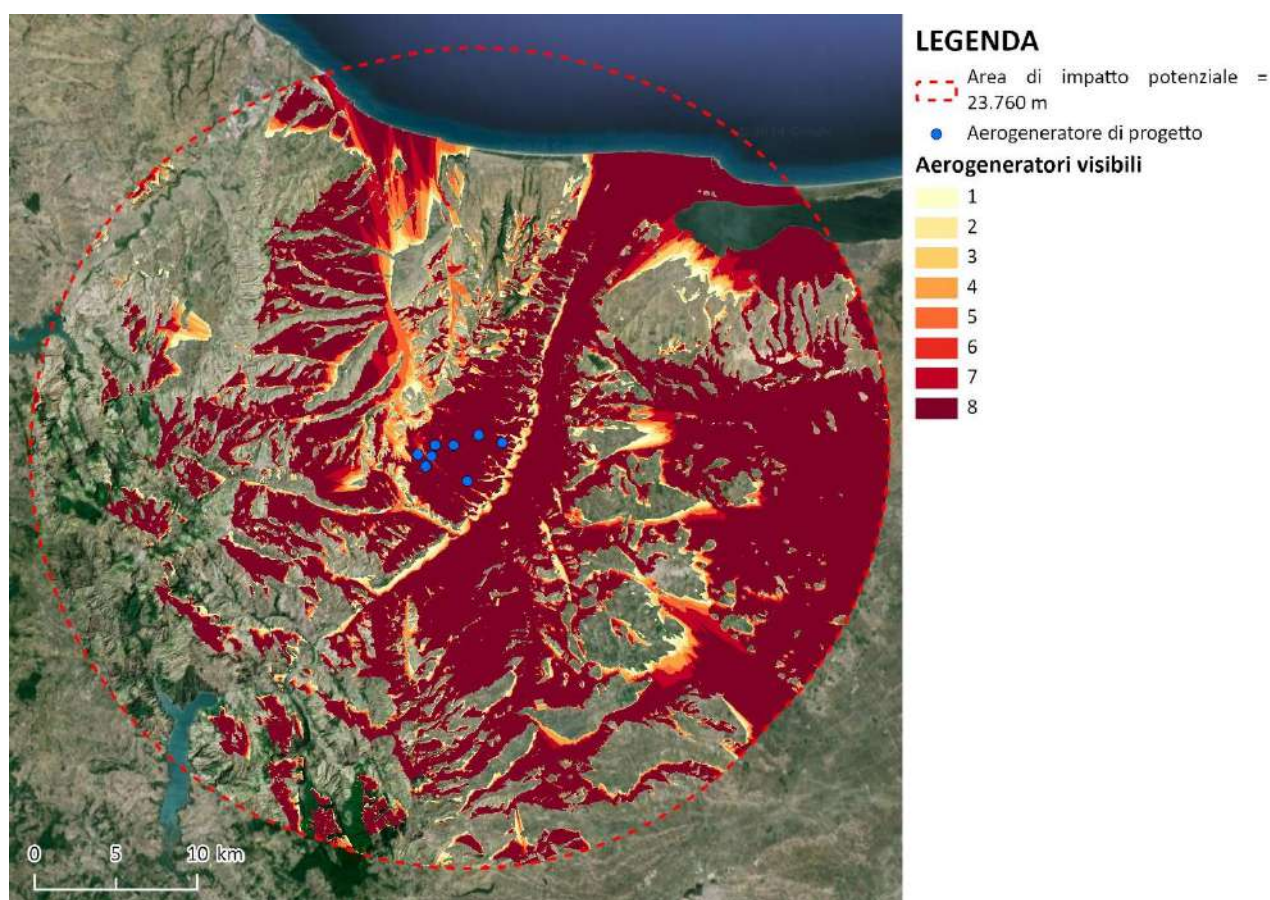 LEGENDA
Area di impatto potenziale =
23.760 m
Aerogeneratore di progetto
Aerogeneratori visibili
1
2
3
4
5
6
7
8
0 5 10 km